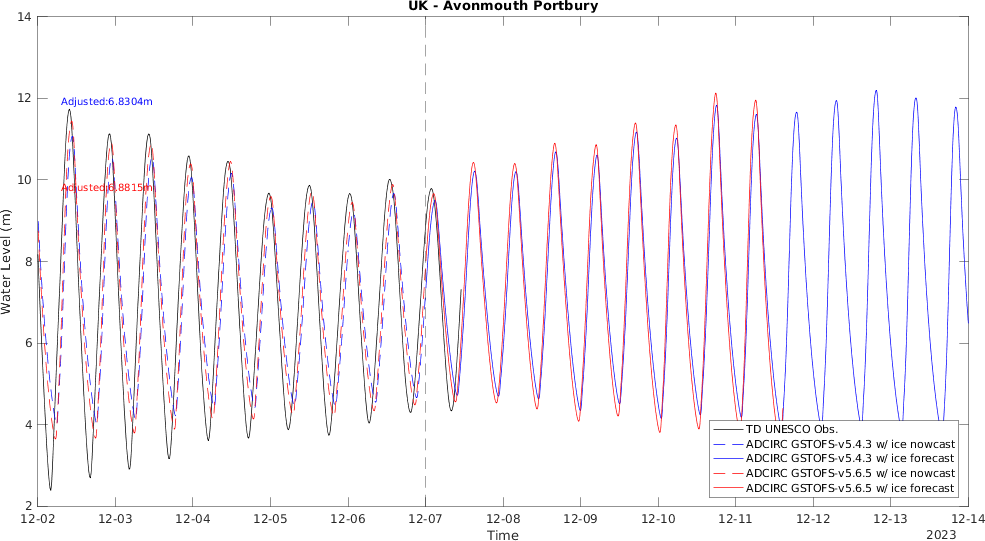 UK - Avonmouth Portbury
14
12
10
8
6
4
2
Water Level (m)
Adjusted:6.8304m
Adjusted:6.8815m
TD UNESCO Obs.
ADCIRC GSTOFS-v5.4.3 w/ ice nowcast
ADCIRC GSTOFS-v5.4.3 w/ ice forecast
ADCIRC GSTOFS-v5.6.5 w/ ice nowcast
ADCIRC GSTOFS-v5.6.5 w/ ice forecast
12-02 12-03 12-04 12-05 12-06 12-07 12-08 12-09 12-10 12-11 12-12 12-13 12-14
Time
2023